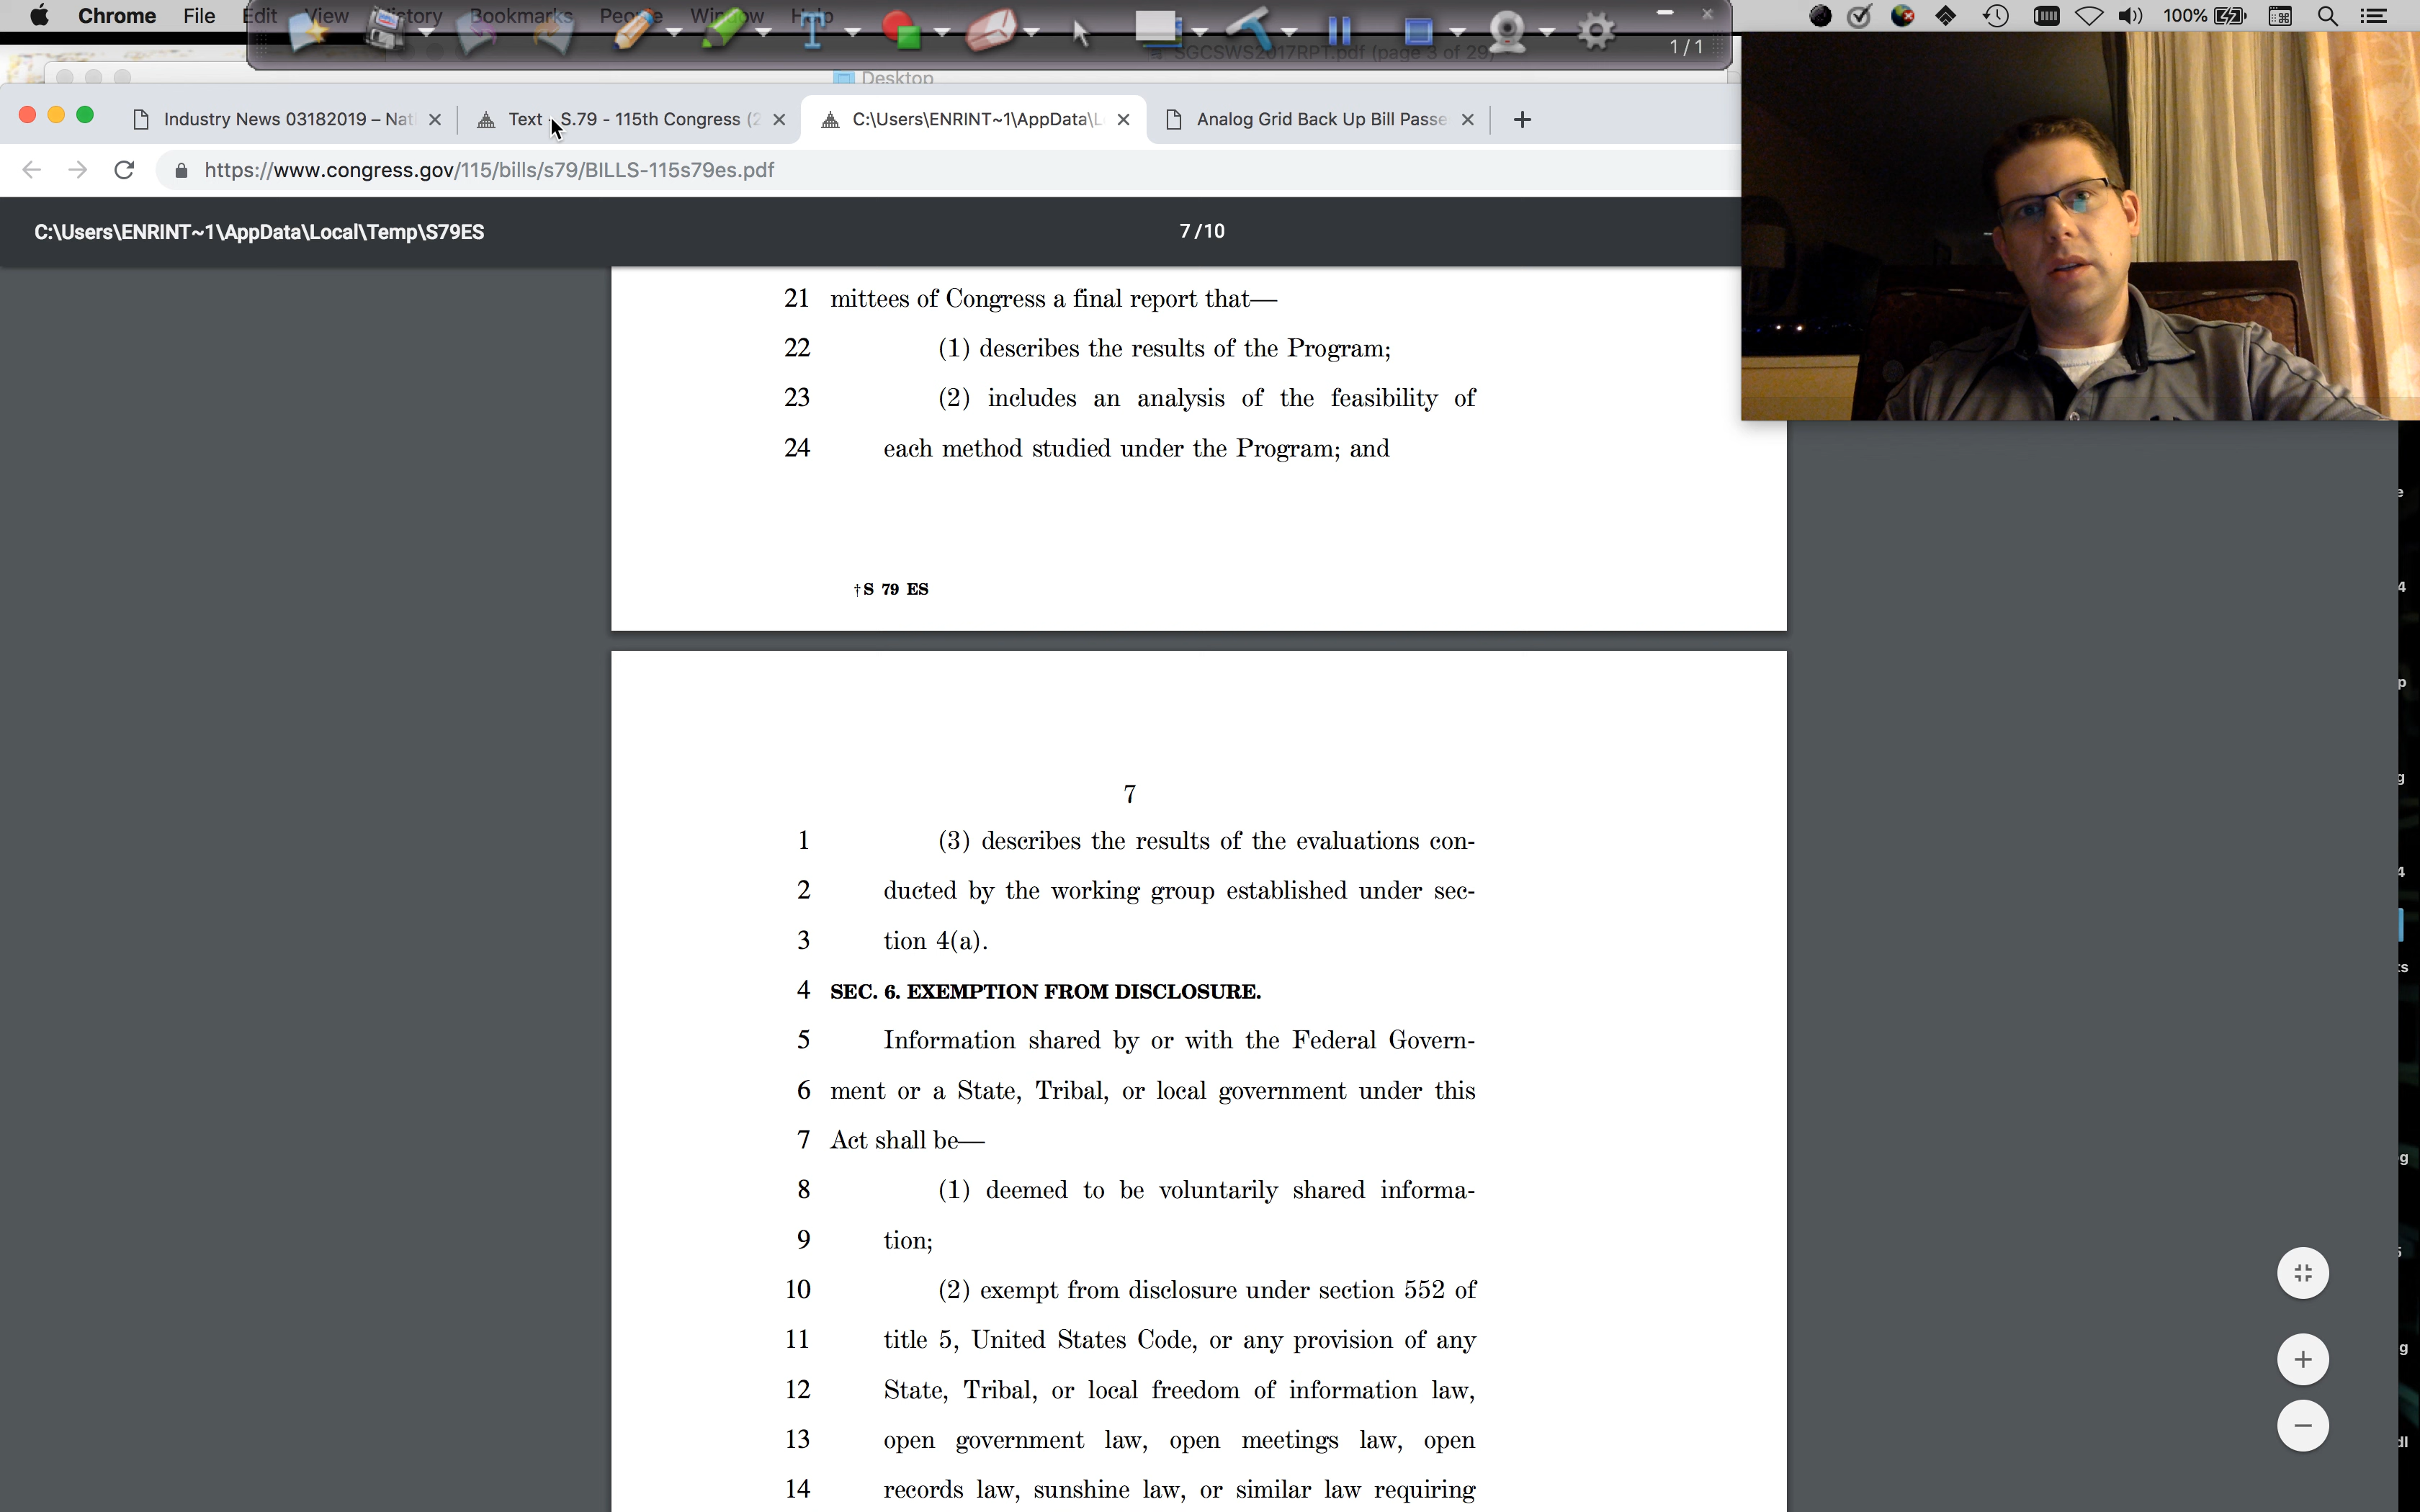 Chrome File Edit View History Bookmarks People Window Help
100%
1/1
SGCSWS2017RPT.pdf (page 3 of 29)
Desktop
Industry News 03182019 – Nat
Text - S.79 - 115th Congress (2
C:\Users\ENRINT~1\AppData\L
Analog Grid Back Up Bill Passe
https://www.congress.gov/115/bills/s79/BILLS-115s79es.pdf
C:\Users\ENRINT~1\AppData\Local\Temp\S79ES
7/10
21 mittees of Congress a final report that—
22 (1) describes the results of the Program;
23 (2) includes an analysis of the feasibility of
24 each method studied under the Program; and
†S 79 ES
7
1 (3) describes the results of the evaluations con-
2 ducted by the working group established under sec-
3 tion 4(a).
4 SEC. 6. EXEMPTION FROM DISCLOSURE.
5 Information shared by or with the Federal Govern-
6 ment or a State, Tribal, or local government under this
7 Act shall be—
8 (1) deemed to be voluntarily shared informa-
9 tion;
10 (2) exempt from disclosure under section 552 of
11 title 5, United States Code, or any provision of any
12 State, Tribal, or local freedom of information law,
13 open government law, open meetings law, open
14 records law, sunshine law, or similar law requiring